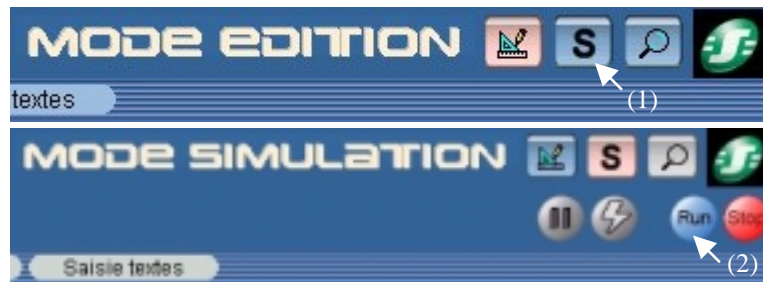 MODE EDITION S
(1)
textes
MODE SIMULATION S
Run Stop
(2)
Saisie textes